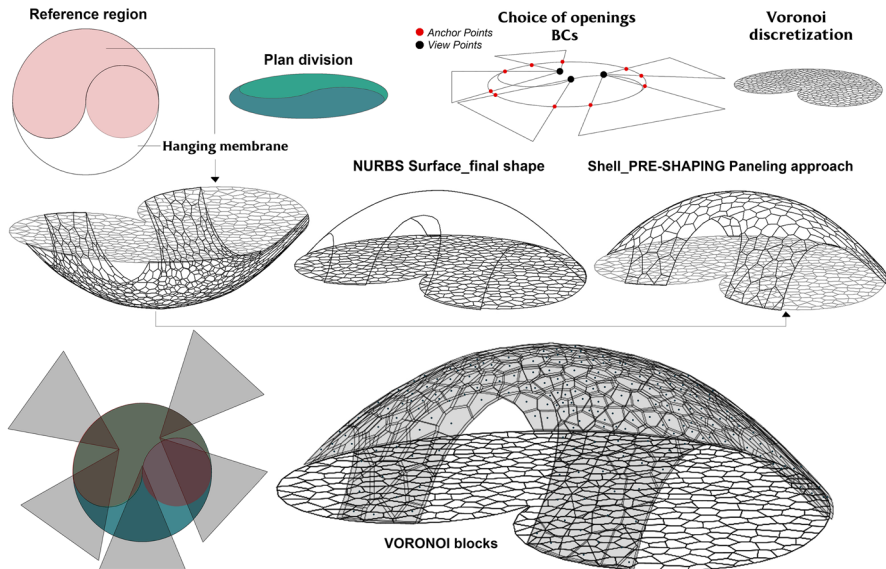 Reference region
Plan division
Anchor Points
View Points
Choice of openings
BCs
Voronoi
discretization
Hanging membrane
NURBS Surface_final shape
Shell_PRE-SHAPING Paneling approach
VORONOI blocks